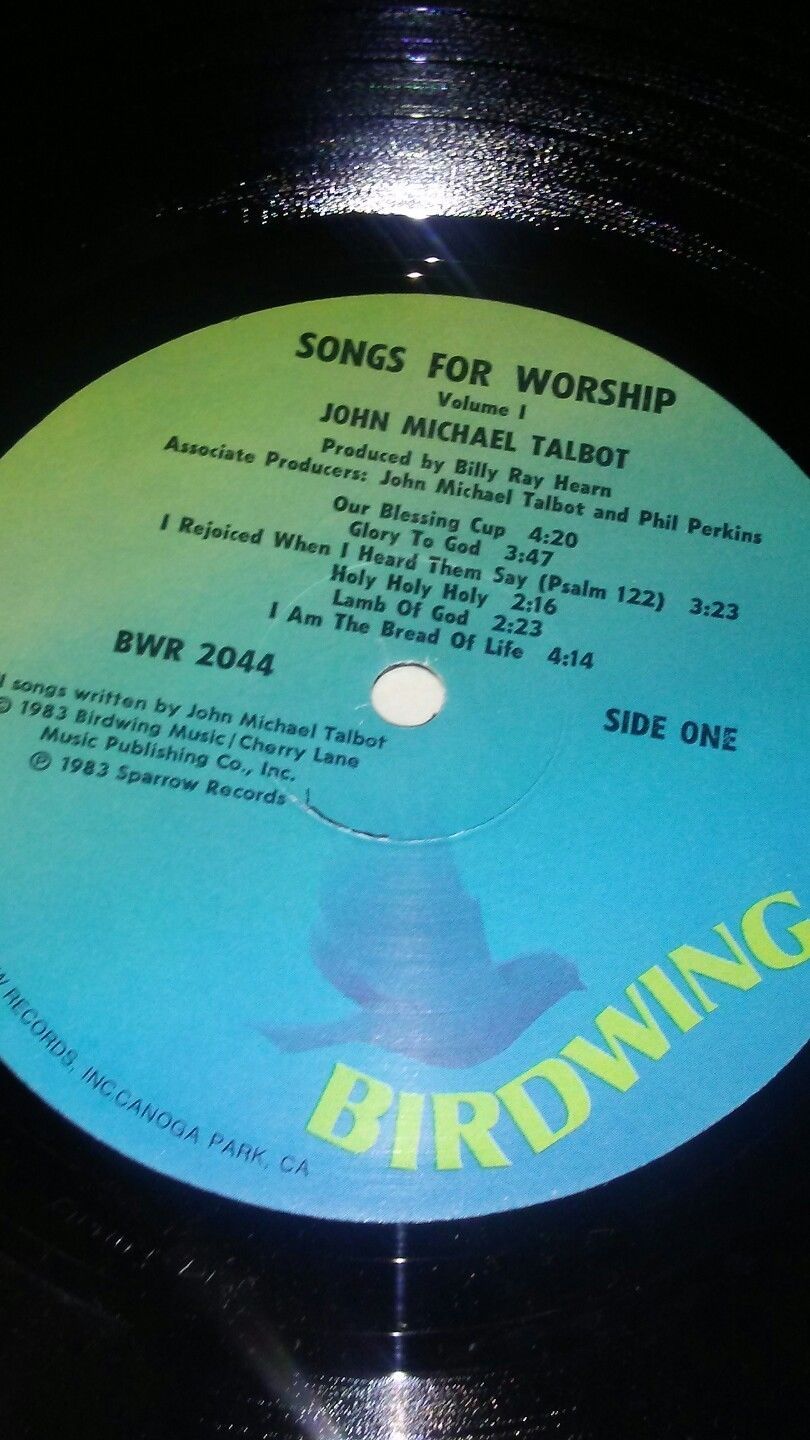 SONGS FOR WORSHIP
Volume I
JOHN MICHAEL TALBOT
Produced by Billy Ray Hearn
Associate Producers: John Michael Talbot and Phil Perkins
Our Blessing Cup 4:20
Glory To God 3:47
I Rejoiced When I Heard Them Say (Psalm 122) 3:23
Holy Holy Holy 2:16
Lamb Of God 2:23
I Am The Bread Of Life 4:14
BWR 2044
SIDE ONE
songs written by John Michael Talbot
© 1983 Birdwing Music/Cherry Lane
Music Publishing Co., Inc.
℗ 1983 Sparrow Records
BIRDWING
RECORDS, INC. CANOGA PARK, CA